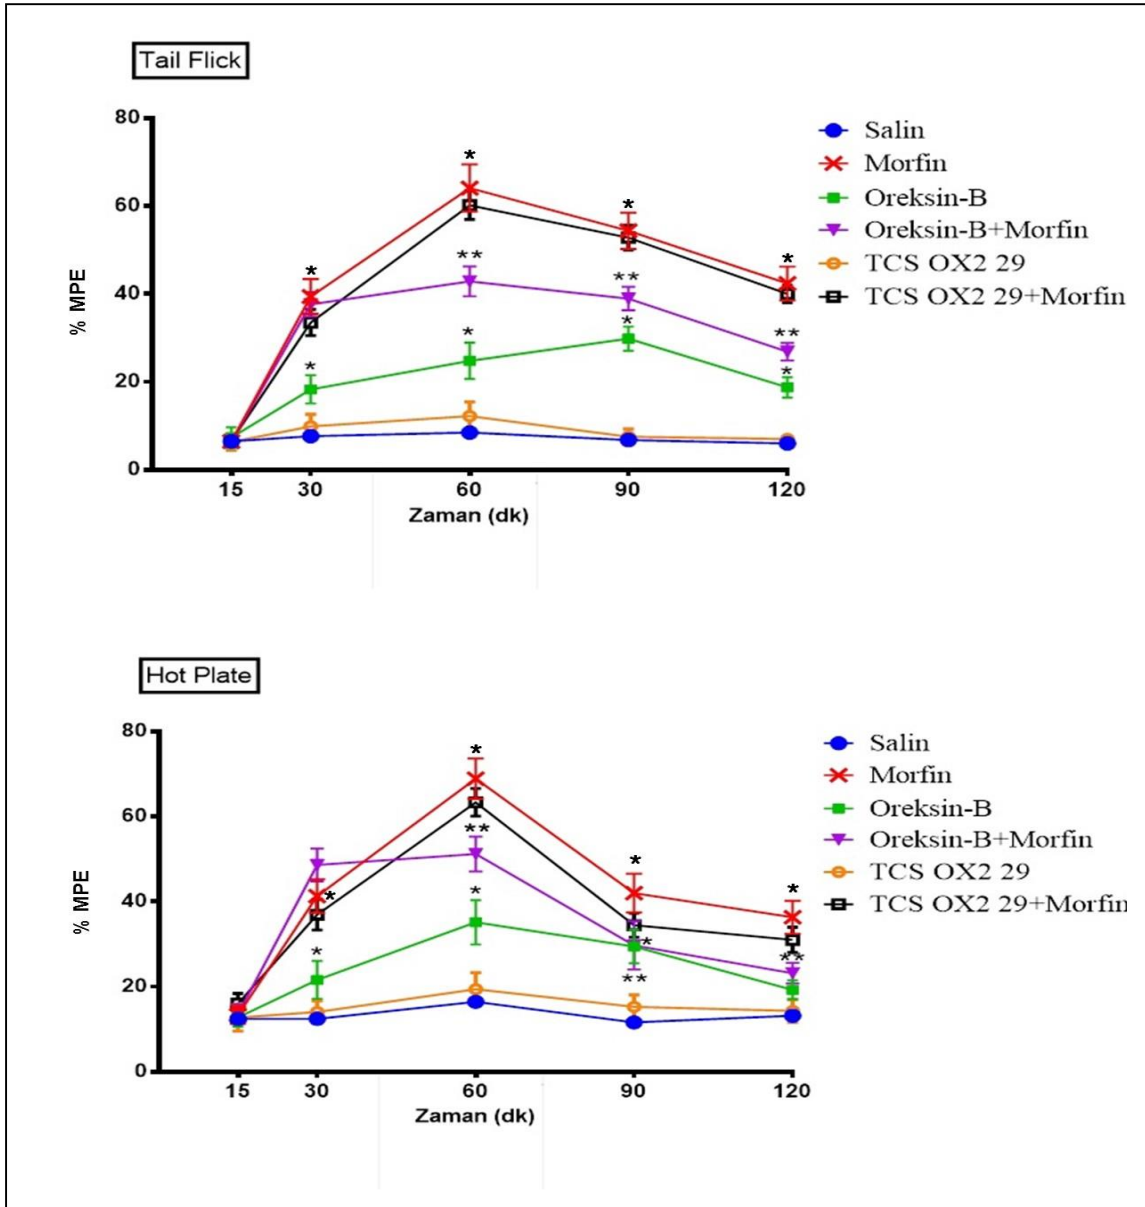 Tail Flick
% MPE
80
60
40
20
0
15 30 60 90 120
Zaman (dk)
Salin
Morfin
Oreksin-B
Oreksin-B+Morfin
TCS OX2 29
TCS OX2 29+Morfin
*
*
*
*
**
**
**
*
*
*
*
Hot Plate
% MPE
80
60
40
20
0
15 30 60 90 120
Zaman (dk)
Salin
Morfin
Oreksin-B
Oreksin-B+Morfin
TCS OX2 29
TCS OX2 29+Morfin
*
*
*
*
**
**
**
*
*
*